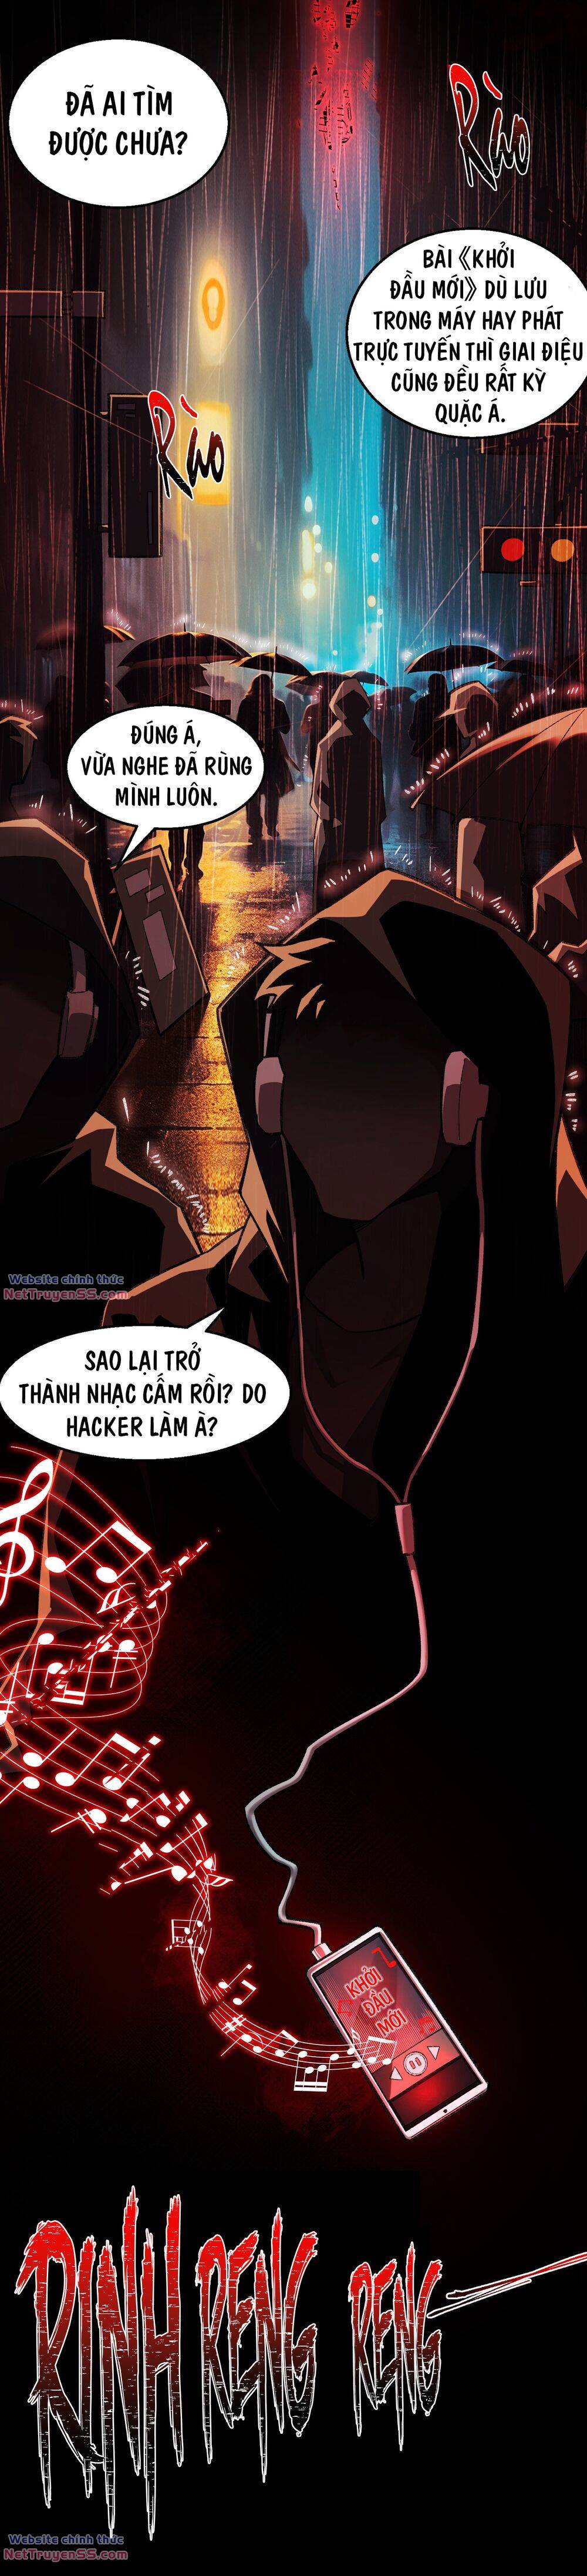 ĐÃ AI TÌM
ĐƯỢC CHƯA?
Rào
BÀI《KHỞI
ĐẦU MỚI》DÙ LƯU
TRONG MÁY HAY PHÁT
TRỰC TUYẾN THÌ GIAI ĐIỆU
CŨNG ĐỀU RẤT KỲ
QUẶC Á.
Rào
ĐÚNG Á,
VỪA NGHE ĐÃ RÙNG
MÌNH LUÔN.
Website chính thức
NetTruyenSS.com
SAO LẠI TRỞ
THÀNH NHẠC CẤM RỒI? DO
HACKER LÀM À?
KHỞI
ĐẦU
MỚI
RINH RENG RENG
Website chính thức
NetTruyenSS.com